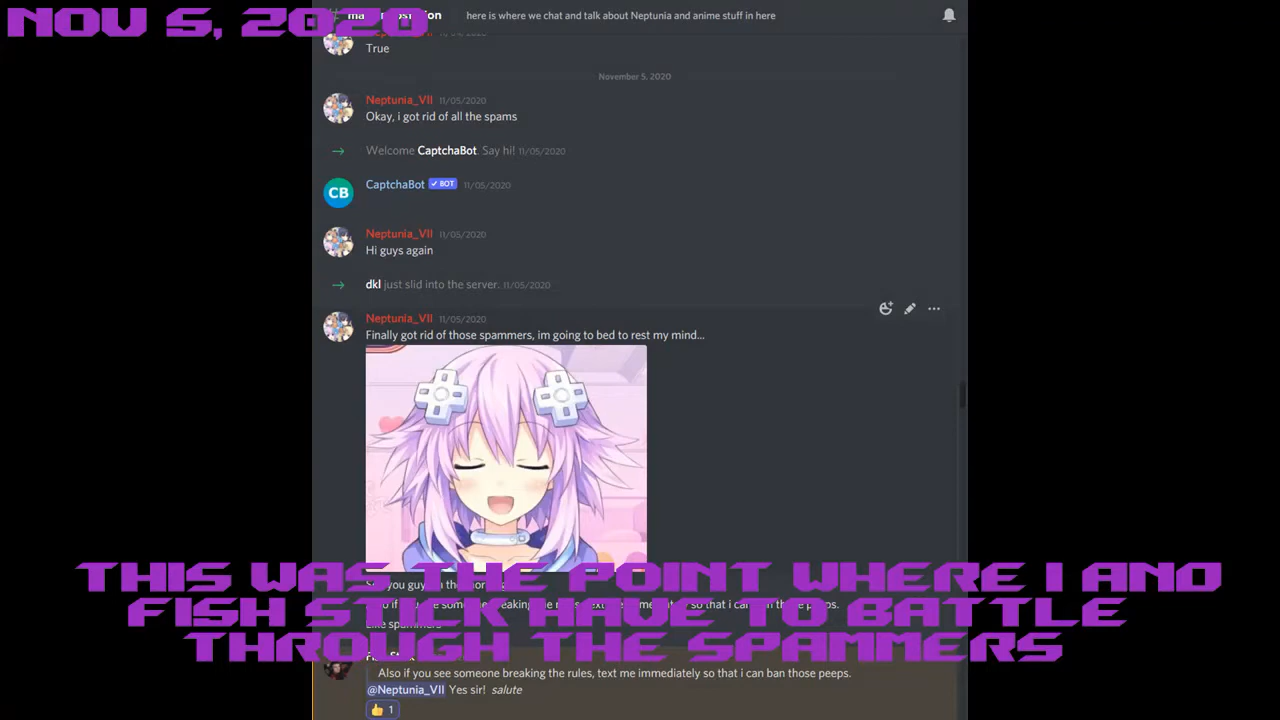 NOV 5, 2020
here is where we chat and talk about Neptunia and anime stuff in here
True
November 5, 2020
Neptunia_VII 11/05/2020
Okay, i got rid of all the spams
→ Welcome CaptchaBot. Say hi! 11/05/2020
CB CaptchaBot ✔ BOT 11/05/2020
Neptunia_VII 11/05/2020
Hi guys again
→ dkl just slid into the server. 11/05/2020
Neptunia_VII 11/05/2020
Finally got rid of those spammers, im going to bed to rest my mind...
THIS WAS THE POINT WHERE I AND
FISH STICK HAVE TO BATTLE
THROUGH THE SPAMMERS
Also if you see someone breaking the rules, text me immediately so that i can ban those peeps.
@Neptunia_VII Yes sir! salute
👍 1